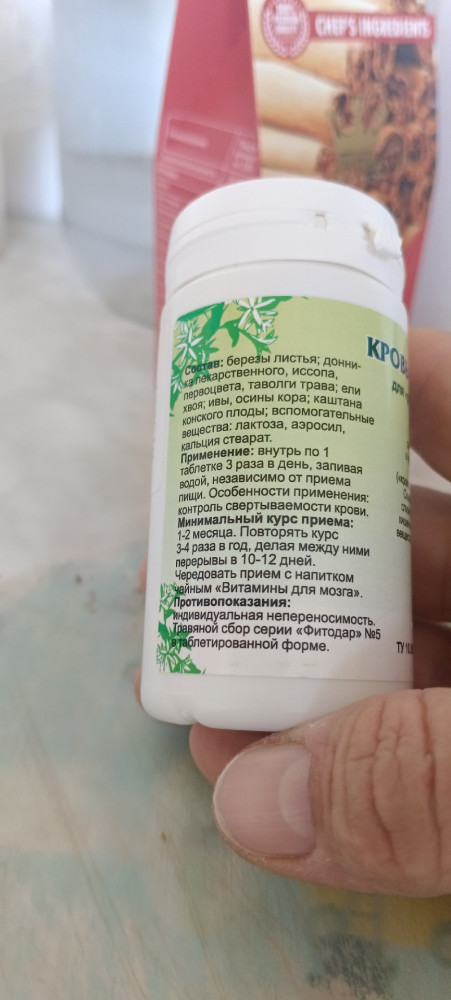 CHEF'S INGREDIENTS
Состав: березы листья; донни-
ка лекарственного, иссопа,
первоцвета, таволги трава; ели
хвоя; ивы, осины кора; каштана
конского плоды; вспомогательные
вещества: лактоза, аэросил,
кальция стеарат.
Применение: внутрь по 1
таблетке 3 раза в день, запивая
водой, независимо от приема
пищи. Особенности применения:
контроль свертываемости крови.
Минимальный курс приема:
1-2 месяца. Повторять курс
3-4 раза в год, делая между ними
перерывы в 10-12 дней.
Чередовать прием с напитком
чайным «Витамины для мозга».
Противопоказания:
индивидуальная непереносимость.
Травяной сбор серии «Фитодар» №5
в таблетированной форме.
КРОВ
для
ТУ